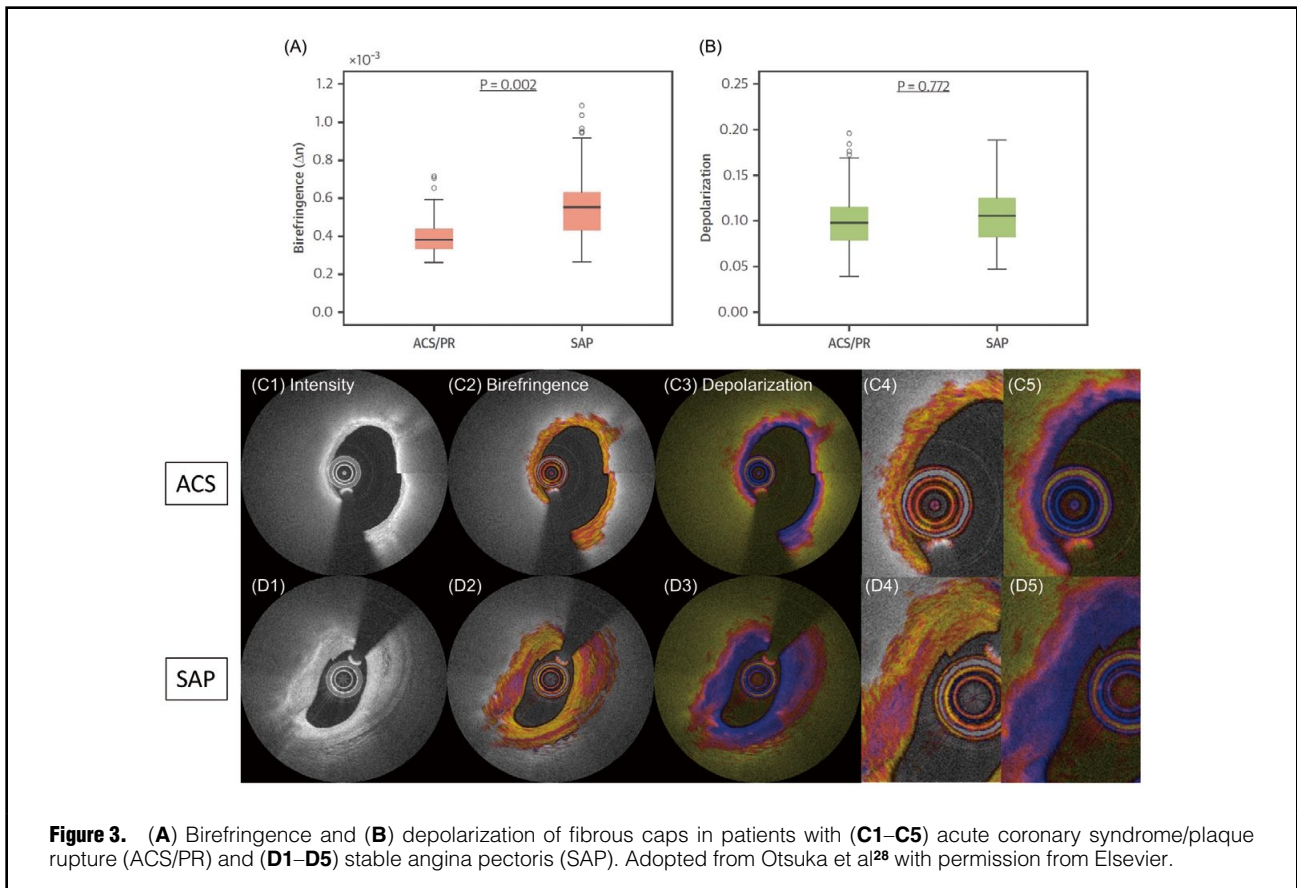 (A)
×10⁻³
P = 0.002
1.2
1.0
0.8
0.6
0.4
0.2
0.0
Birefringence (Δn)
ACS/PR
SAP
(B)
P = 0.772
0.25
0.20
0.15
0.10
0.05
0.00
Depolarization
ACS/PR
SAP
ACS
(C1) Intensity
(C2) Birefringence
(C3) Depolarization
(C4)
(C5)
SAP
(D1)
(D2)
(D3)
(D4)
(D5)
Figure 3. (A) Birefringence and (B) depolarization of fibrous caps in patients with (C1–C5) acute coronary syndrome/plaque
rupture (ACS/PR) and (D1–D5) stable angina pectoris (SAP). Adopted from Otsuka et al²⁸ with permission from Elsevier.